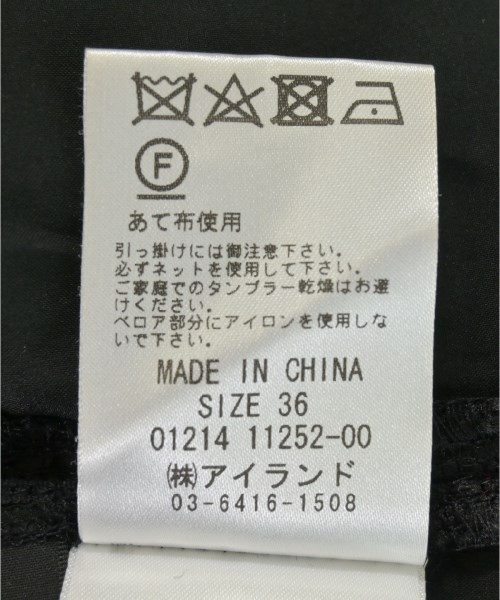 F
あて布使用
引っ掛けには御注意下さい。
必ずネットを使用して下さい。
ご家庭でのタンブラー乾燥はお避
けください。
ベロア部分にアイロンを使用しな
いで下さい。
MADE IN CHINA
SIZE 36
01214 11252-00
㈱アイランド
03-6416-1508